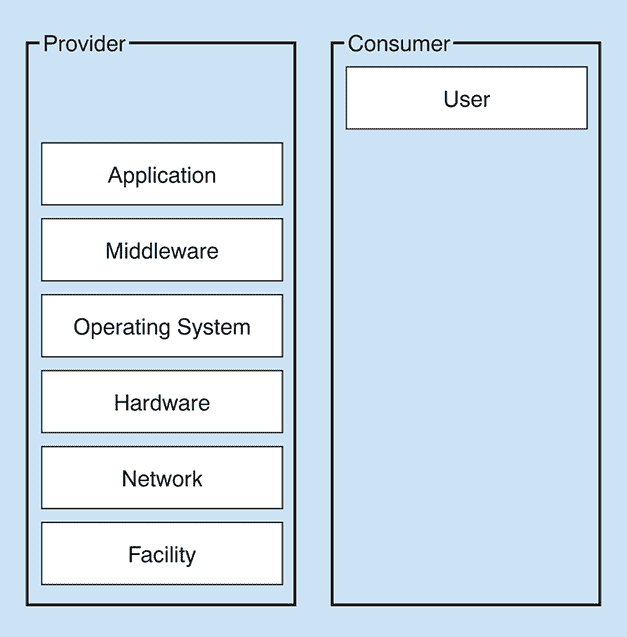 Provider
Application
Middleware
Operating System
Hardware
Network
Facility
Consumer
User